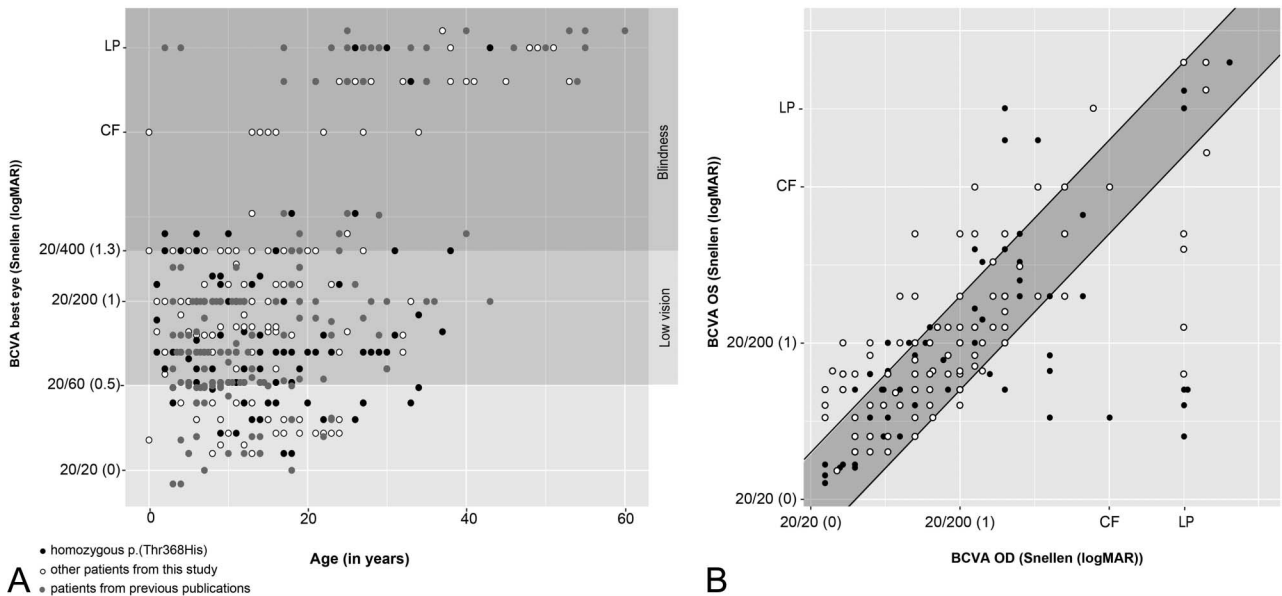 BCVA best eye (Snellen (logMAR))
LP
CF
20/400 (1.3)
20/200 (1)
20/60 (0.5)
20/20 (0)
Blindness
Low vision
0
20
40
60
Age (in years)
homozygous p.(Thr368His)
other patients from this study
patients from previous publications
A
BCVA OS (Snellen (logMAR))
LP
CF
20/200 (1)
20/20 (0)
20/20 (0)
20/200 (1)
CF
LP
BCVA OD (Snellen (logMAR))
B